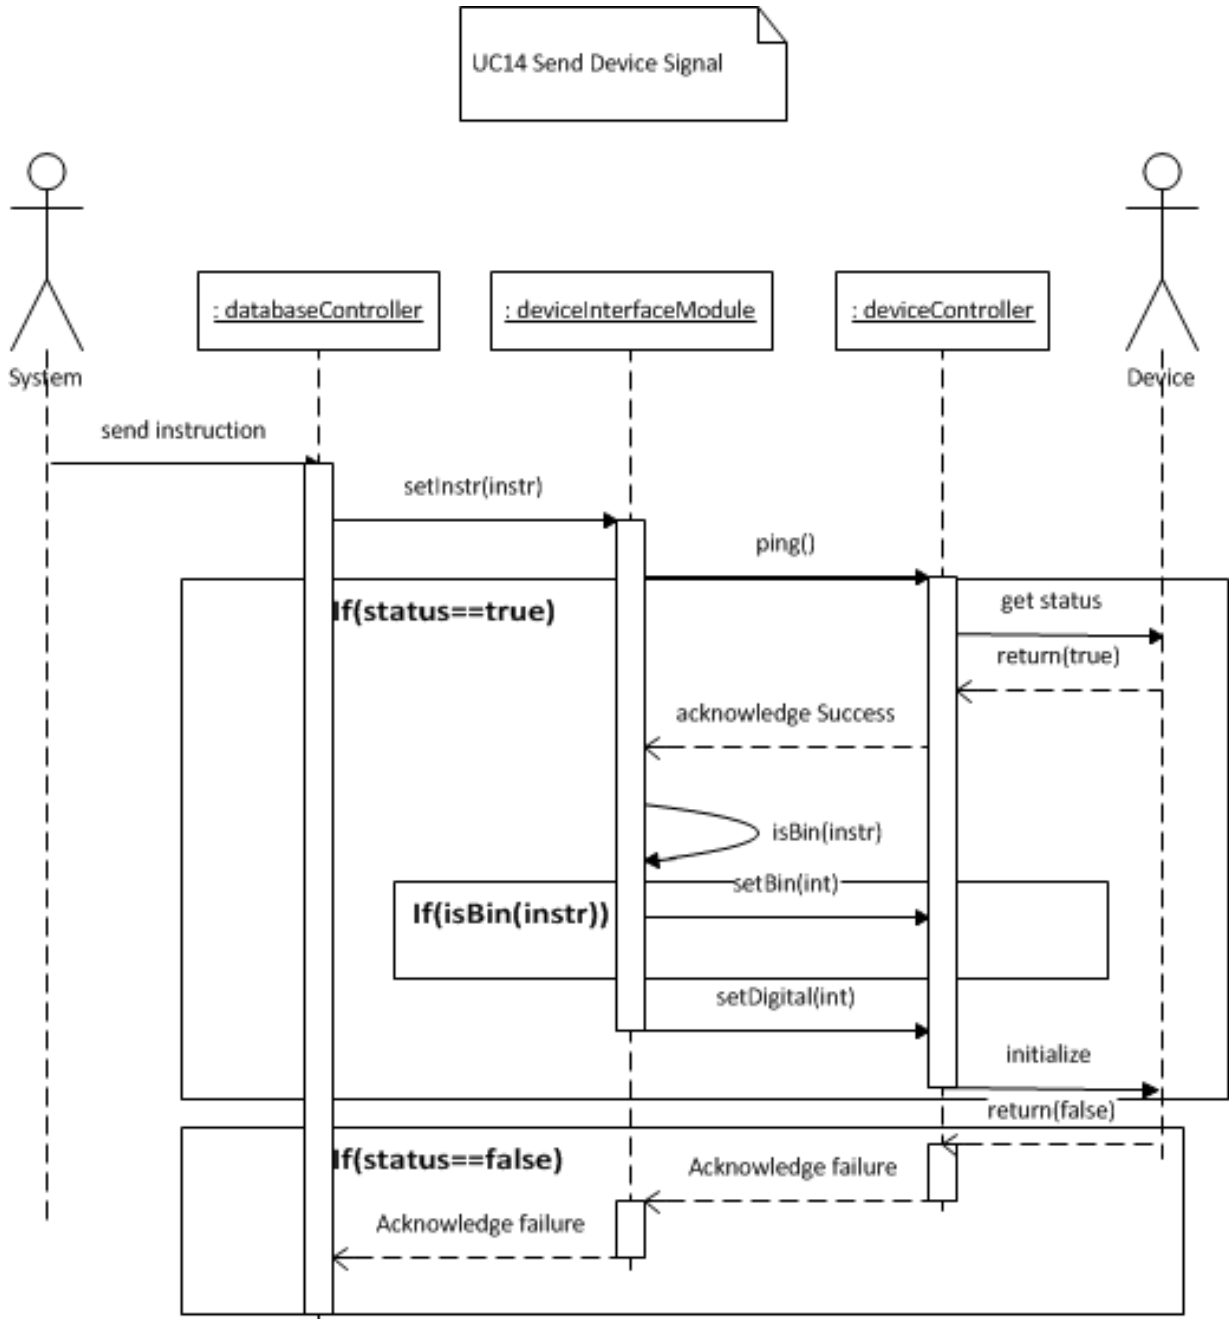 UC14 Send Device Signal
: databaseController
: deviceInterfaceModule
: deviceController
System
Device
send instruction
setInstr(instr)
ping()
If(status==true)
get status
return(true)
acknowledge Success
isBin(instr)
setBin(int)
If(isBin(instr))
setDigital(int)
initialize
return(false)
If(status==false)
Acknowledge failure
Acknowledge failure